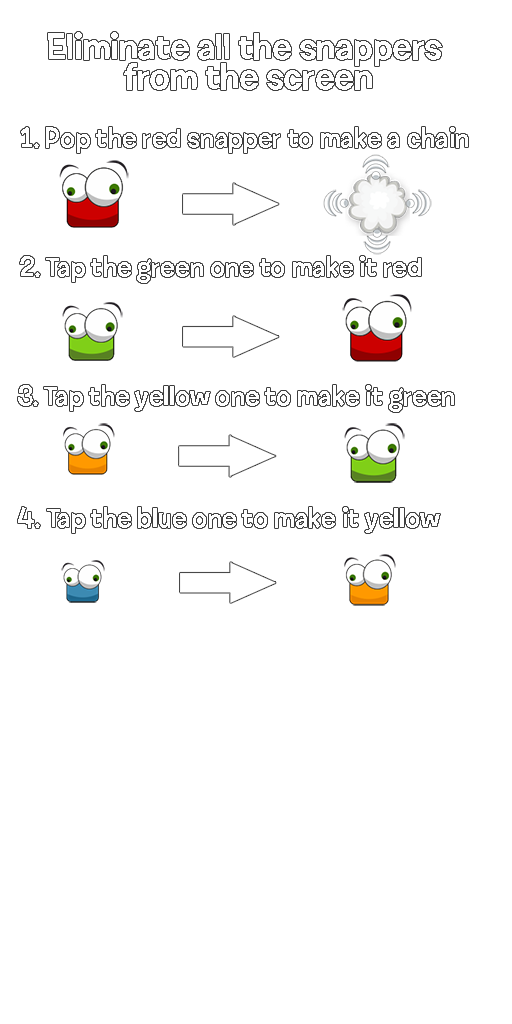 Eliminate all the snappers
from the screen
1. Pop the red snapper to make a chain
2. Tap the green one to make it red
3. Tap the yellow one to make it green
4. Tap the blue one to make it yellow